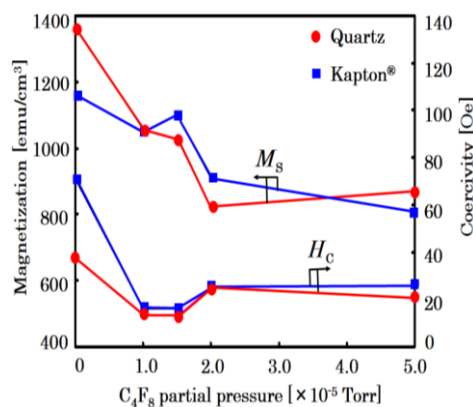 Magnetization [emu/cm³]
1400
1200
1000
800
600
400
Quartz
Kapton®
Mₛ
H_C
140
120
100
80
60
40
20
0
Coercivity [Oe]
0
1.0
2.0
3.0
4.0
5.0
C₄F₈ partial pressure [×10⁻⁵ Torr]